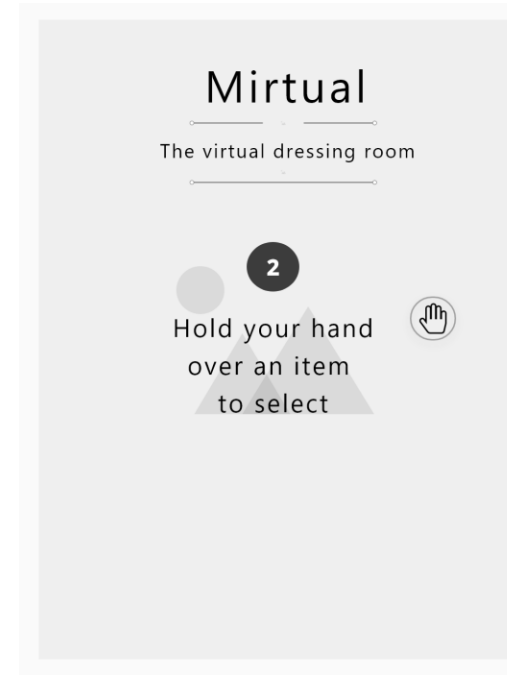 Mirtual
The virtual dressing room
2
Hold your hand
over an item
to select